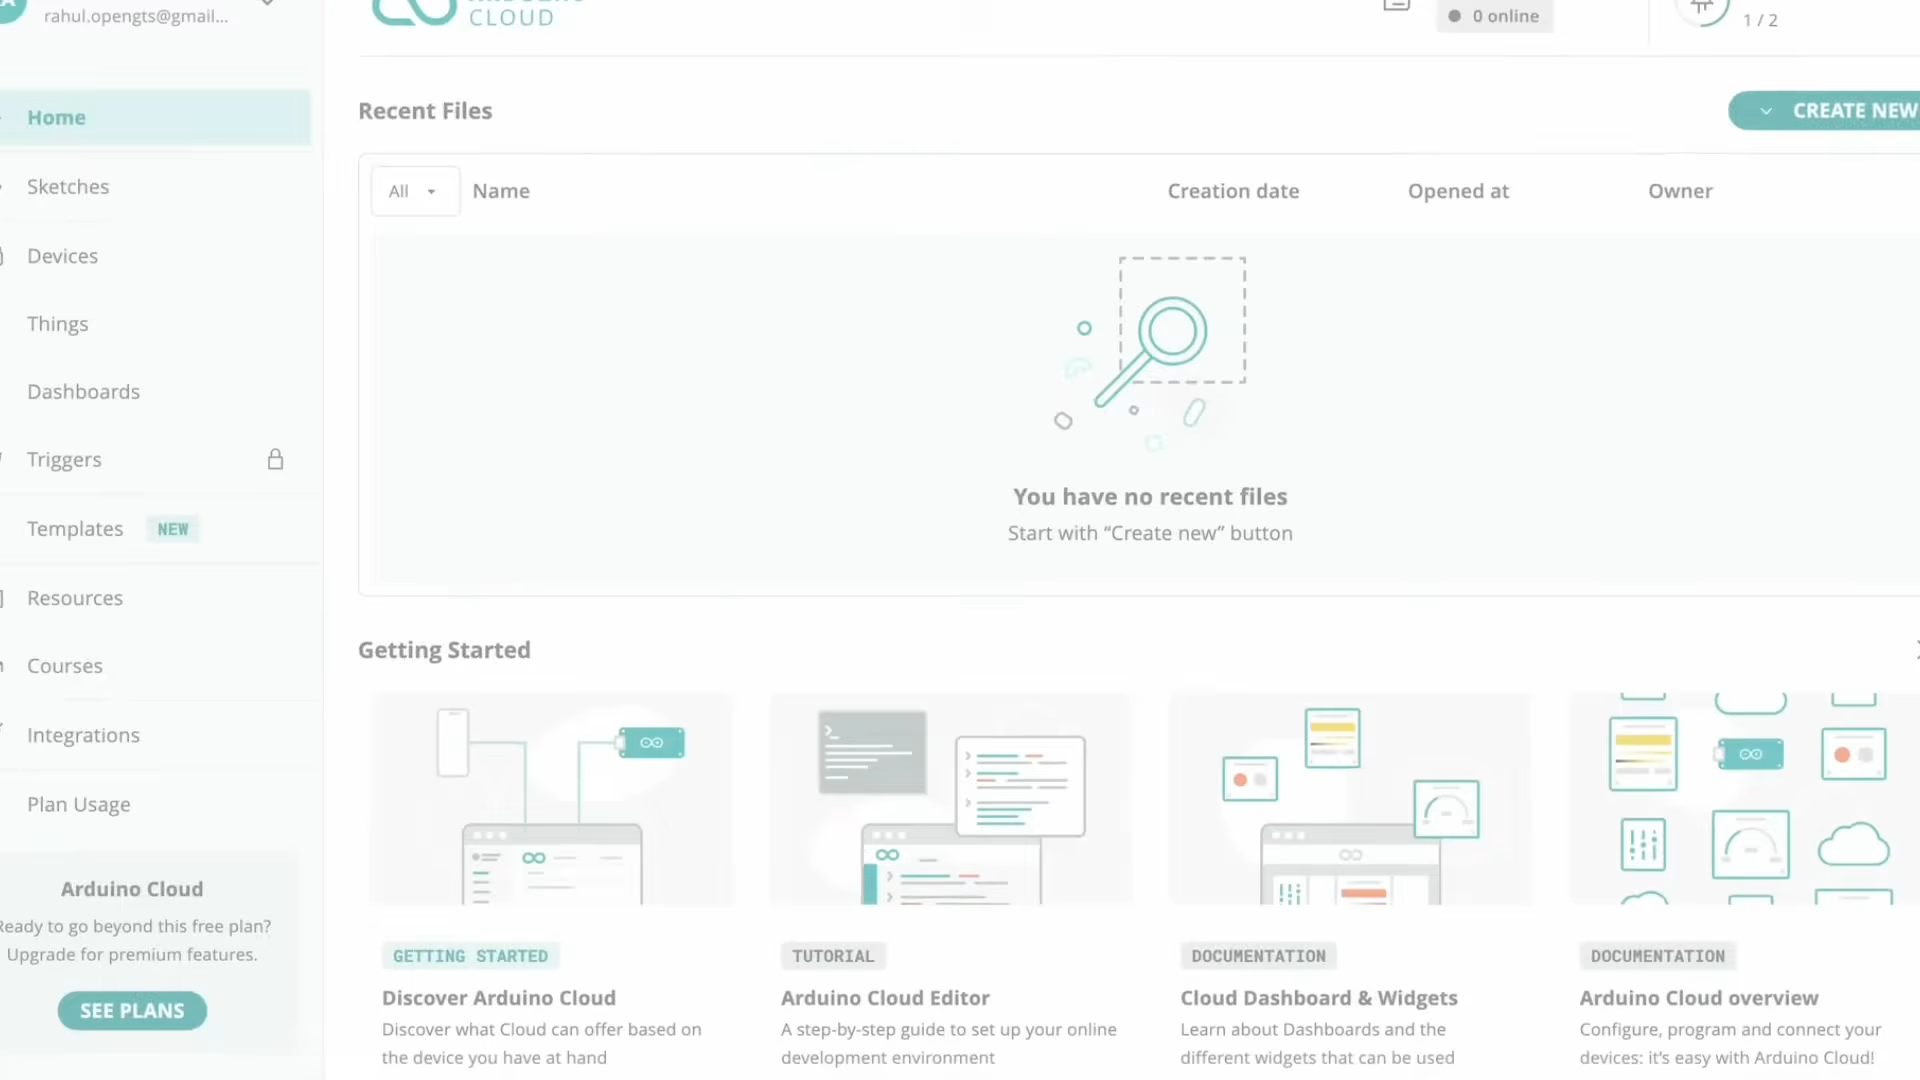 rahul.opengts@gmail...
CLOUD
0 online
1 / 2
Home
Sketches
Devices
Things
Dashboards
Triggers
Templates NEW
Resources
Courses
Integrations
Plan Usage
Arduino Cloud
Ready to go beyond this free plan?
Upgrade for premium features.
SEE PLANS
Recent Files
CREATE NEW
All
Name
Creation date
Opened at
Owner
You have no recent files
Start with “Create new” button
Getting Started
GETTING STARTED
Discover Arduino Cloud
Discover what Cloud can offer based on
the device you have at hand
TUTORIAL
Arduino Cloud Editor
A step-by-step guide to set up your online
development environment
DOCUMENTATION
Cloud Dashboard & Widgets
Learn about Dashboards and the
different widgets that can be used
DOCUMENTATION
Arduino Cloud overview
Configure, program and connect your
devices: it’s easy with Arduino Cloud!